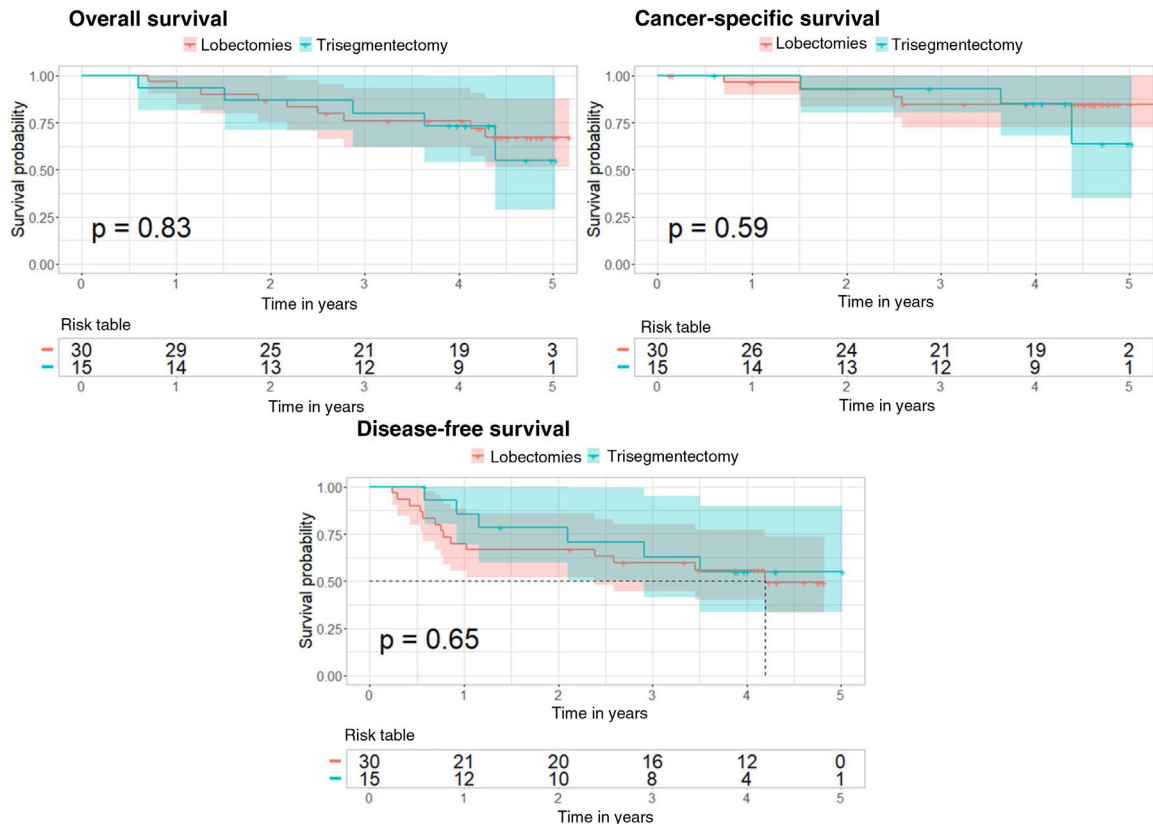 Overall survival
Lobectomies Trisegmentectomy
Survival probability
1.00
0.75
0.50
0.25
0.00
p = 0.83
0 1 2 3 4 5
Time in years
Risk table
30 29 25 21 19 3
15 14 13 12 9 1
0 1 2 3 4 5
Time in years
Cancer-specific survival
Lobectomies Trisegmentectomy
Survival probability
1.00
0.75
0.50
0.25
0.00
p = 0.59
0 1 2 3 4 5
Time in years
Risk table
30 26 24 21 19 2
15 14 13 12 9 1
0 1 2 3 4 5
Time in years
Disease-free survival
Lobectomies Trisegmentectomy
Survival probability
1.00
0.75
0.50
0.25
0.00
p = 0.65
0 1 2 3 4 5
Time in years
Risk table
30 21 20 16 12 0
15 12 10 8 4 1
0 1 2 3 4 5
Time in years